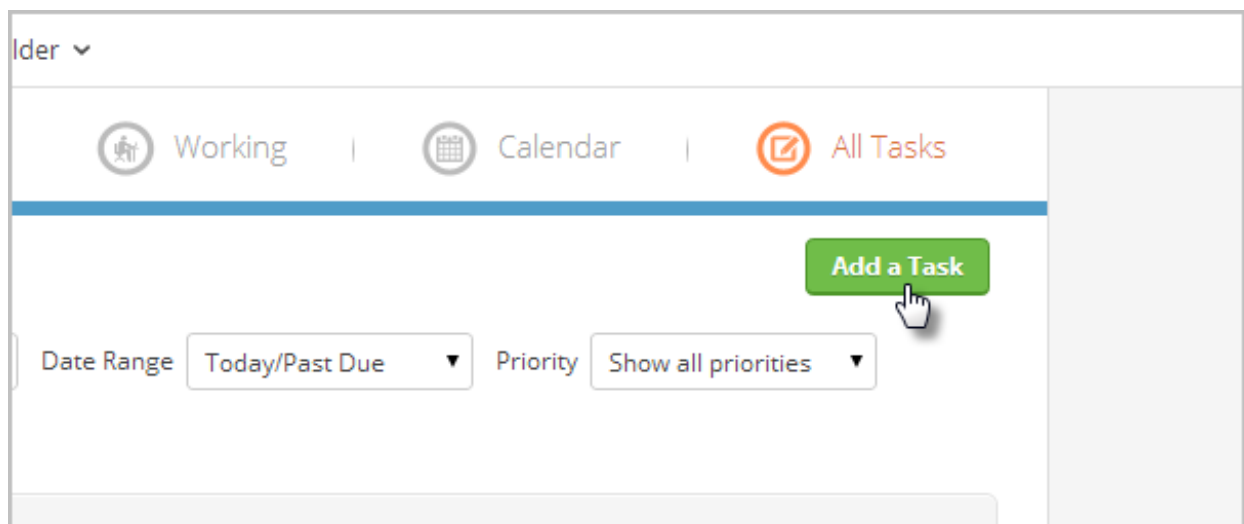 lder
Working
Calendar
All Tasks
Add a Task
Date Range Today/Past Due Priority Show all priorities